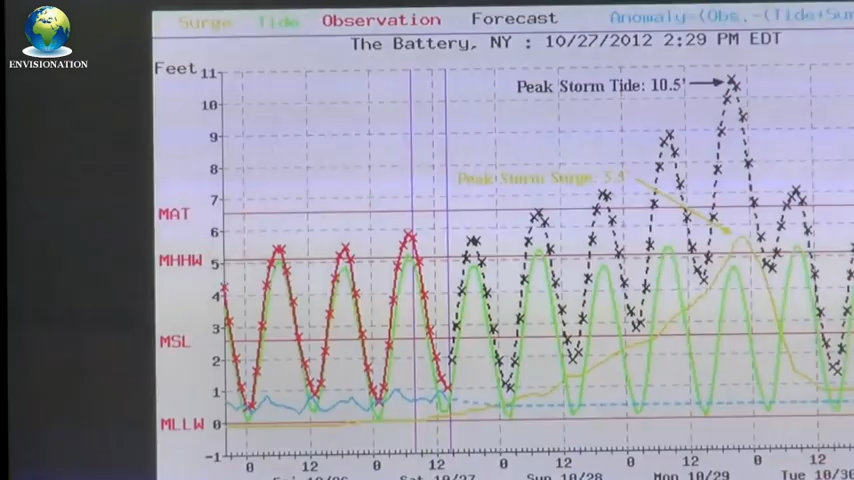 ENVISIONATION
Surge Tide Observation Forecast Anomaly=(Obs.-(Tide+Sur
The Battery, NY : 10/27/2012 2:29 PM EDT
Feet
11
Peak Storm Tide: 10.5'
10
9
8
Peak Storm Surge: 5.5'
7
MAT
6
MHHW 5
4
3
MSL
2
1
MLLW 0
-1
0 12 0 12 0 12 0 12 0 12
Fri 10/26 Sat 10/27 Sun 10/28 Mon 10/29 Tue 10/30